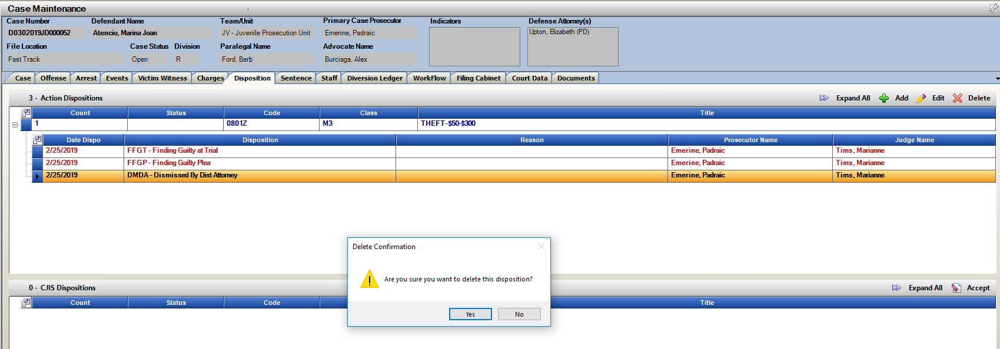 Case Maintenance
Case Number Defendant Name Team/Unit Primary Case Prosecutor Indicators Defense Attorney(s)
D0302019JD000052 Atencio, Marina Joan JV - Juvenile Prosecution Unit Emerine, Padraic Upton, Elizabeth (PD)
File Location Case Status Division Paralegal Name Advocate Name
Fast Track Open R Ford, Barb Burciaga, Alex
Case Offense Arrest Events Victim Witness Charges Disposition Sentence Staff Diversion Ledger WorkFlow Filing Cabinet Court Data Documents
3 - Action Dispositions Expand All Add Edit Delete
Count Status Code Class Title
1 0801Z M3 THEFT-$50-$300
Date Dispo Disposition Reason Prosecutor Name Judge Name
2/25/2019 FFGT - Finding Guilty at Trial Emerine, Padraic Tims, Marianne
2/25/2019 FFGP - Finding Guilty Plea Emerine, Padraic Tims, Marianne
2/25/2019 DMDA - Dismissed By Dist Attorney Emerine, Padraic Tims, Marianne
Delete Confirmation
Are you sure you want to delete this disposition?
Yes No
0 - CJIS Dispositions Expand All Accept
Count Status Code Title